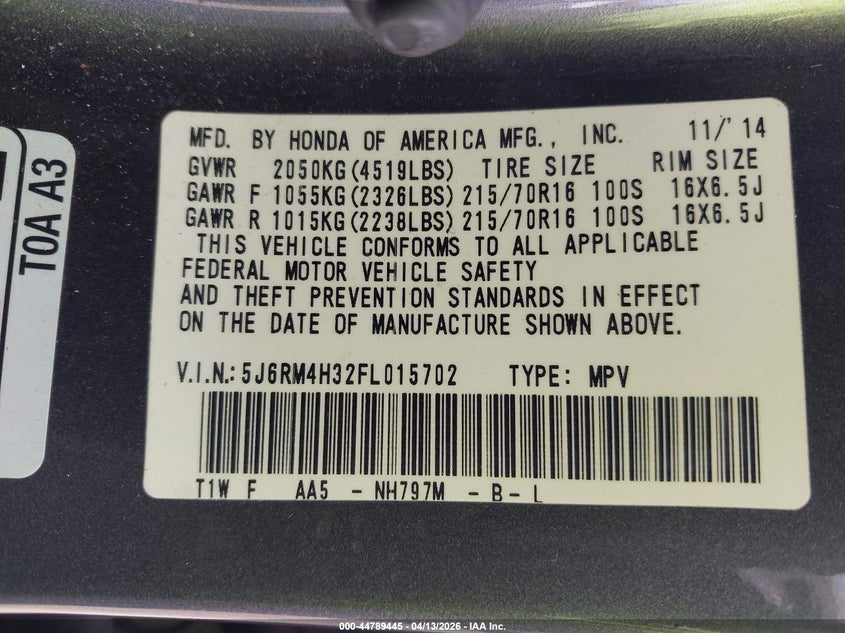 TOA A3
MFD. BY HONDA OF AMERICA MFG., INC. 11/'14
GVWR 2050KG(4519LBS) TIRE SIZE RIM SIZE
GAWR F 1055KG(2326LBS) 215/70R16 100S 16X6.5J
GAWR R 1015KG(2238LBS) 215/70R16 100S 16X6.5J
THIS VEHICLE CONFORMS TO ALL APPLICABLE
FEDERAL MOTOR VEHICLE SAFETY
AND THEFT PREVENTION STANDARDS IN EFFECT
ON THE DATE OF MANUFACTURE SHOWN ABOVE.
V.I.N.: 5J6RM4H32FL015702 TYPE: MPV
T1W F AA5 - NH797M - B - L
000-44789445 - 04/13/2026 - IAA Inc.